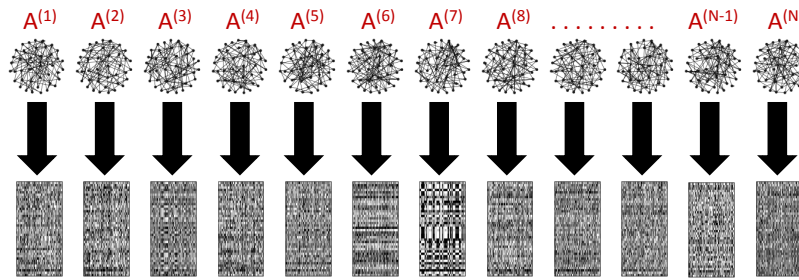 A(1) A(2) A(3) A(4) A(5) A(6) A(7) A(8) . . . . . . . . . A(N-1) A(N